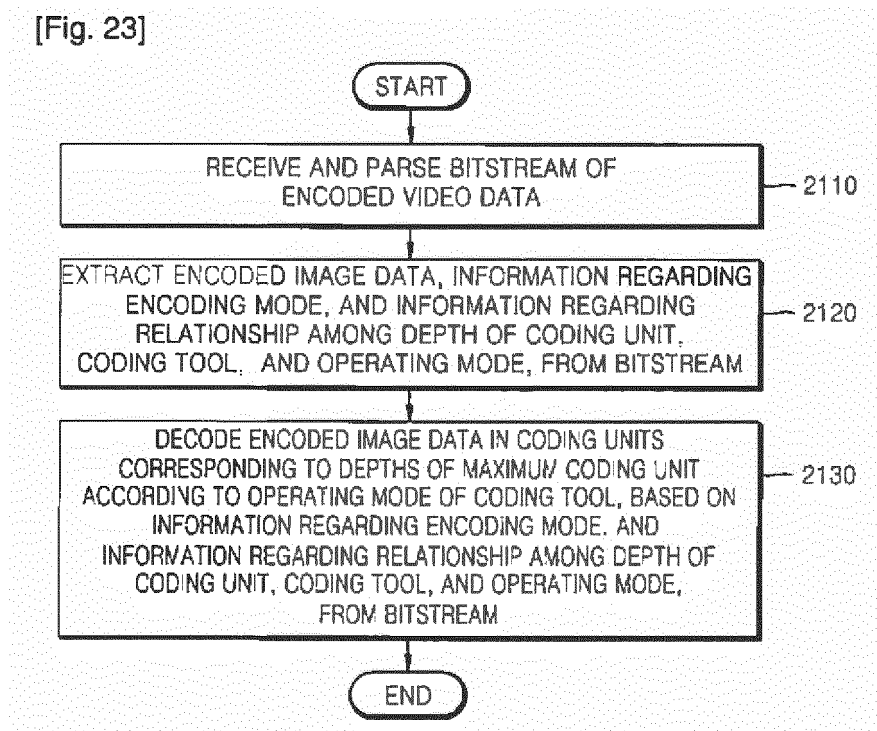 [Fig. 23]
START
RECEIVE AND PARSE BITSTREAM OF
ENCODED VIDEO DATA
2110
EXTRACT ENCODED IMAGE DATA, INFORMATION REGARDING
ENCODING MODE, AND INFORMATION REGARDING
RELATIONSHIP AMONG DEPTH OF CODING UNIT,
CODING TOOL, AND OPERATING MODE, FROM BITSTREAM
2120
DECODE ENCODED IMAGE DATA IN CODING UNITS
CORRESPONDING TO DEPTHS OF MAXIMUM CODING UNIT
ACCORDING TO OPERATING MODE OF CODING TOOL, BASED ON
INFORMATION REGARDING ENCODING MODE, AND
INFORMATION REGARDING RELATIONSHIP AMONG DEPTH OF
CODING UNIT, CODING TOOL, AND OPERATING MODE,
FROM BITSTREAM
2130
END